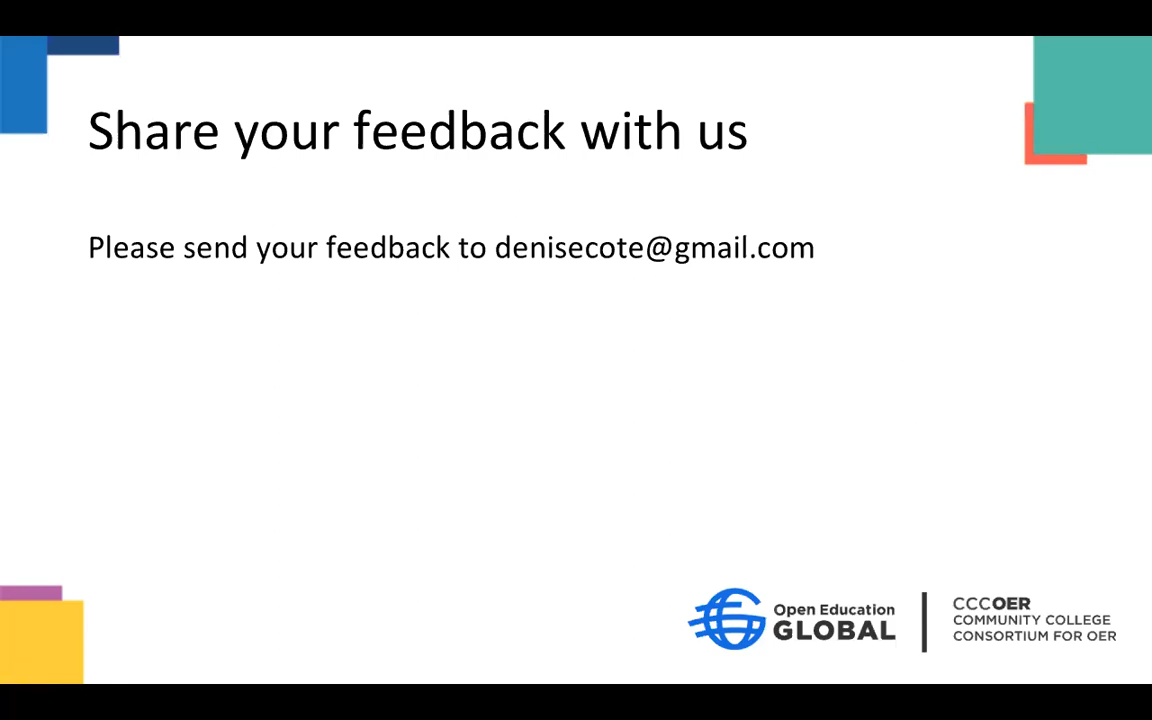 Share your feedback with us
Please send your feedback to denisecote@gmail.com
Open Education
GLOBAL
CCCOER
COMMUNITY COLLEGE
CONSORTIUM FOR OER